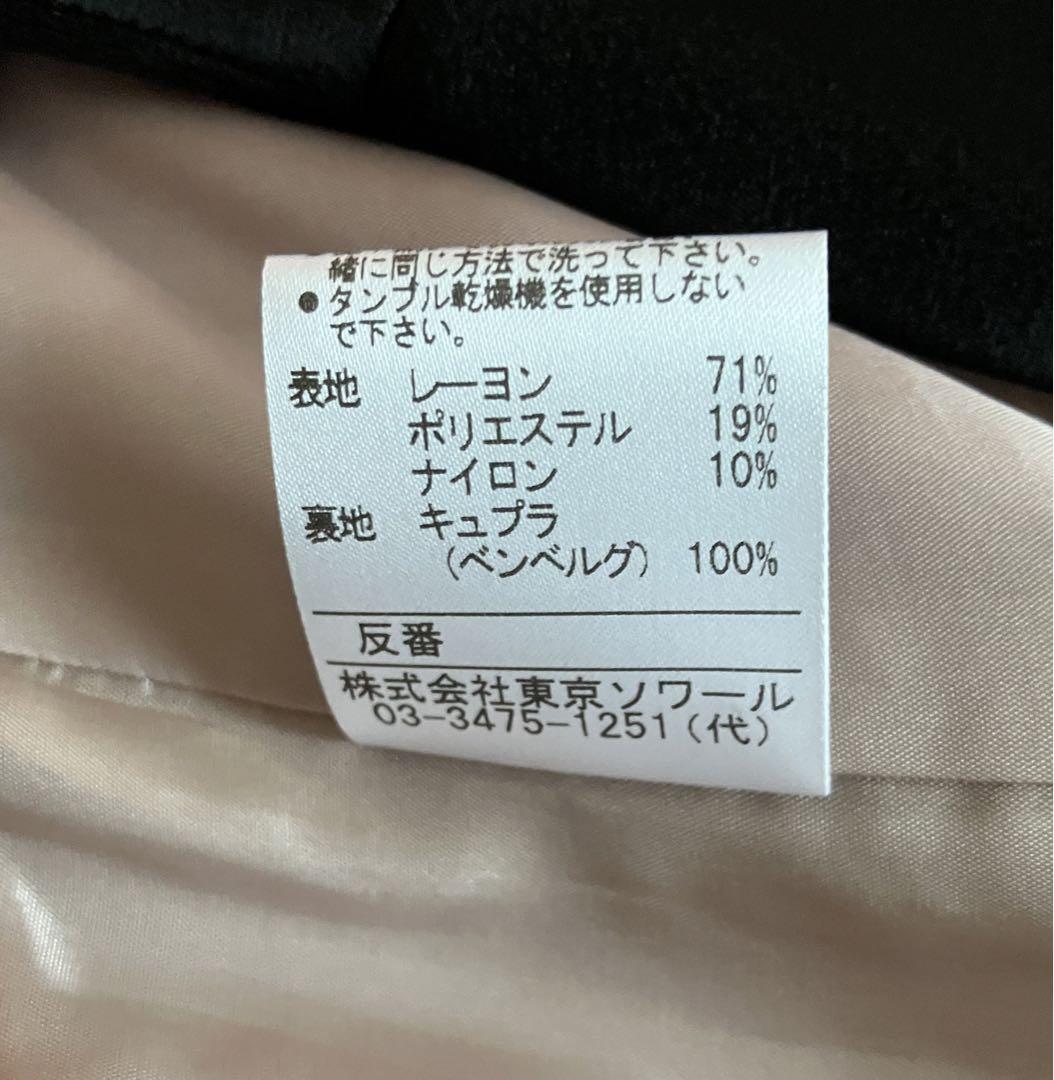 緒に同じ方法で洗って下さい。
●タンブル乾燥機を使用しない
で下さい。
表地 レーヨン 71%
ポリエステル 19%
ナイロン 10%
裏地 キュプラ
(ベンベルグ) 100%
反番
株式会社東京ソワール
03-3475-1251(代)